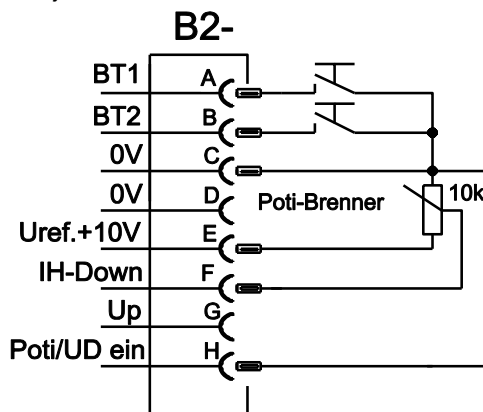 B2-
BT1 A
BT2 B
0V C
0V D Poti-Brenner 10k
Uref.+10V E
IH-Down F
Up G
Poti/UD ein H